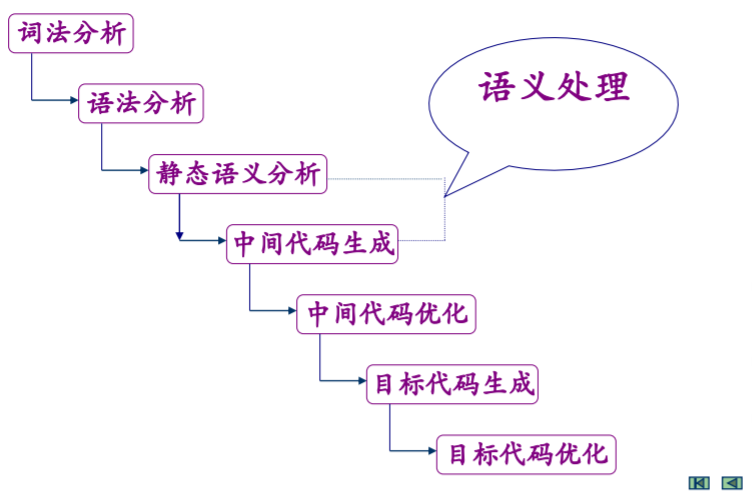 词法分析
语法分析
语义处理
静态语义分析
中间代码生成
中间代码优化
目标代码生成
目标代码优化